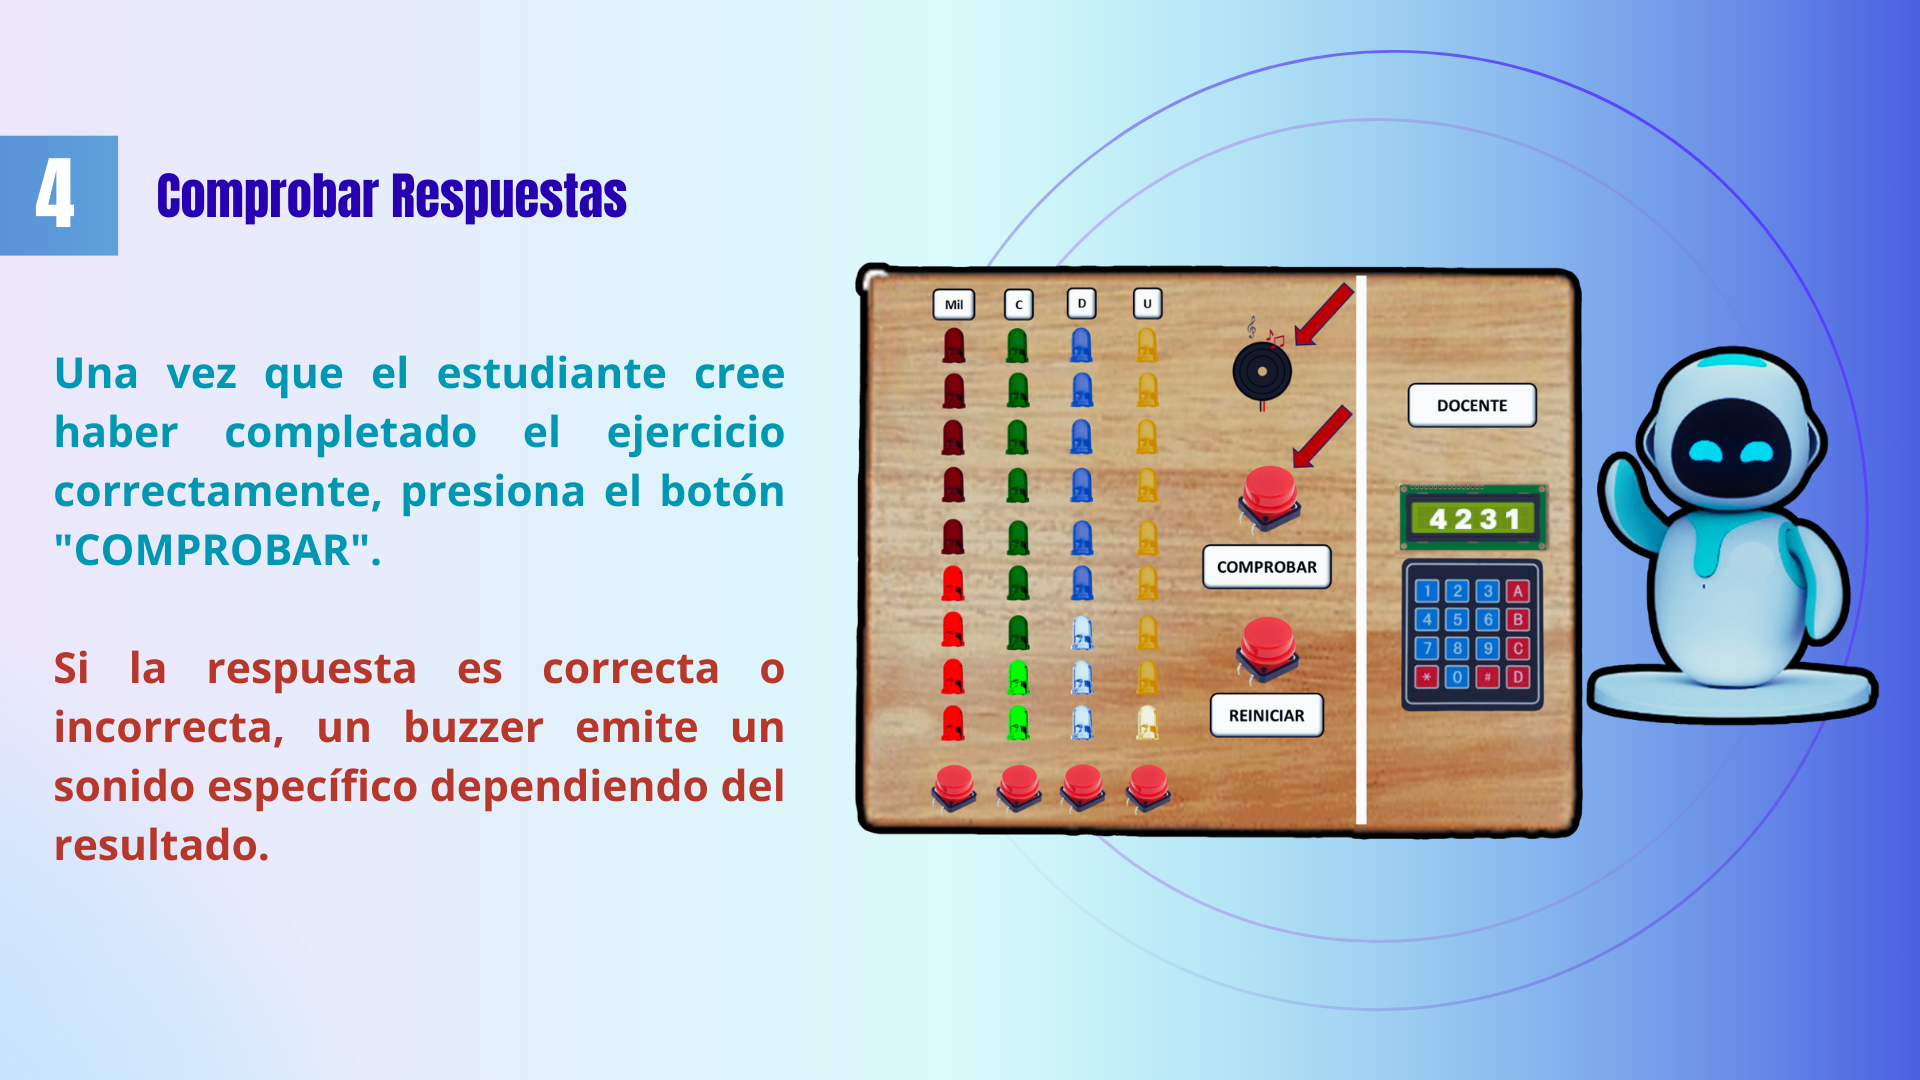 4
Comprobar Respuestas
Una vez que el estudiante cree
haber completado el ejercicio
correctamente, presiona el botón
"COMPROBAR".
Si la respuesta es correcta o
incorrecta, un buzzer emite un
sonido específico dependiendo del
resultado.
Mil C D U
COMPROBAR
REINICIAR
DOCENTE
4231
1 2 3 A
4 5 6 B
7 8 9 C
* 0 # D